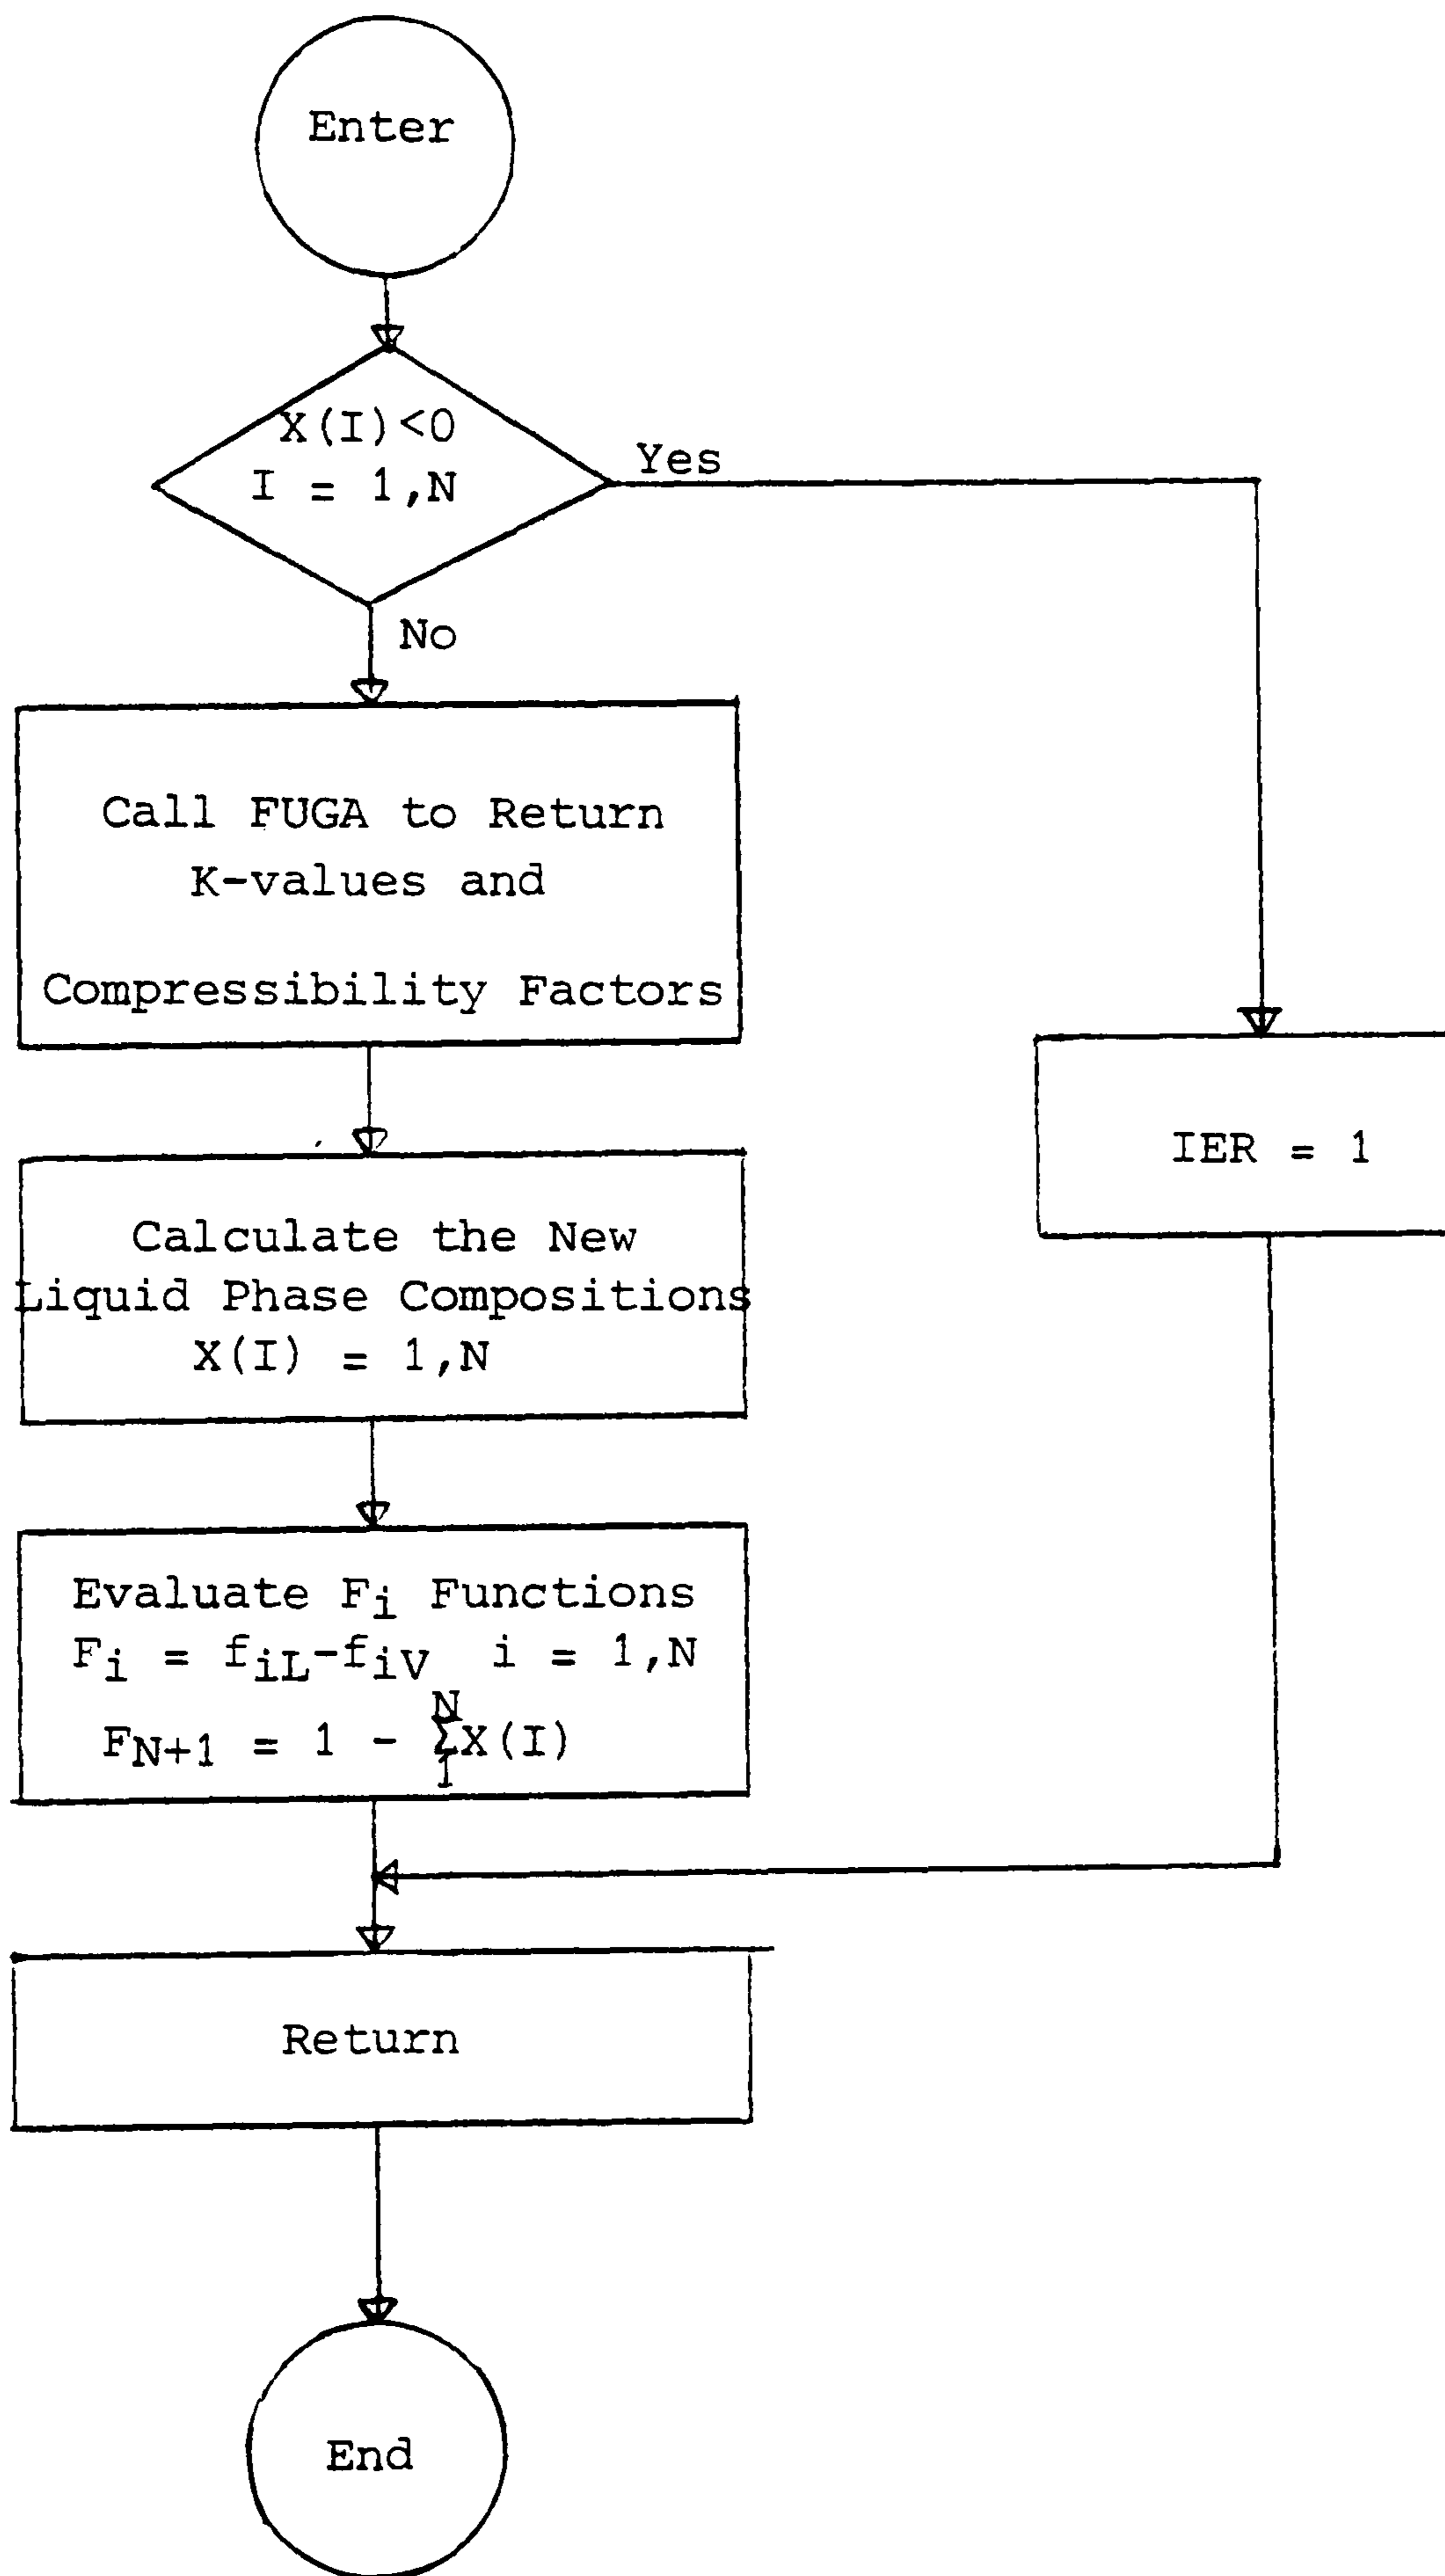 Enter
X(I)<0
I = 1,N
Yes
No
Call FUGA to Return
K-values and
Compressibility Factors
IER = 1
Calculate the New
Liquid Phase Compositions
X(I) = 1,N
Evaluate Fi Functions
Fi = fiL-fiV i = 1,N
N
FN+1 = 1 - ΣX(I)
1
Return
End